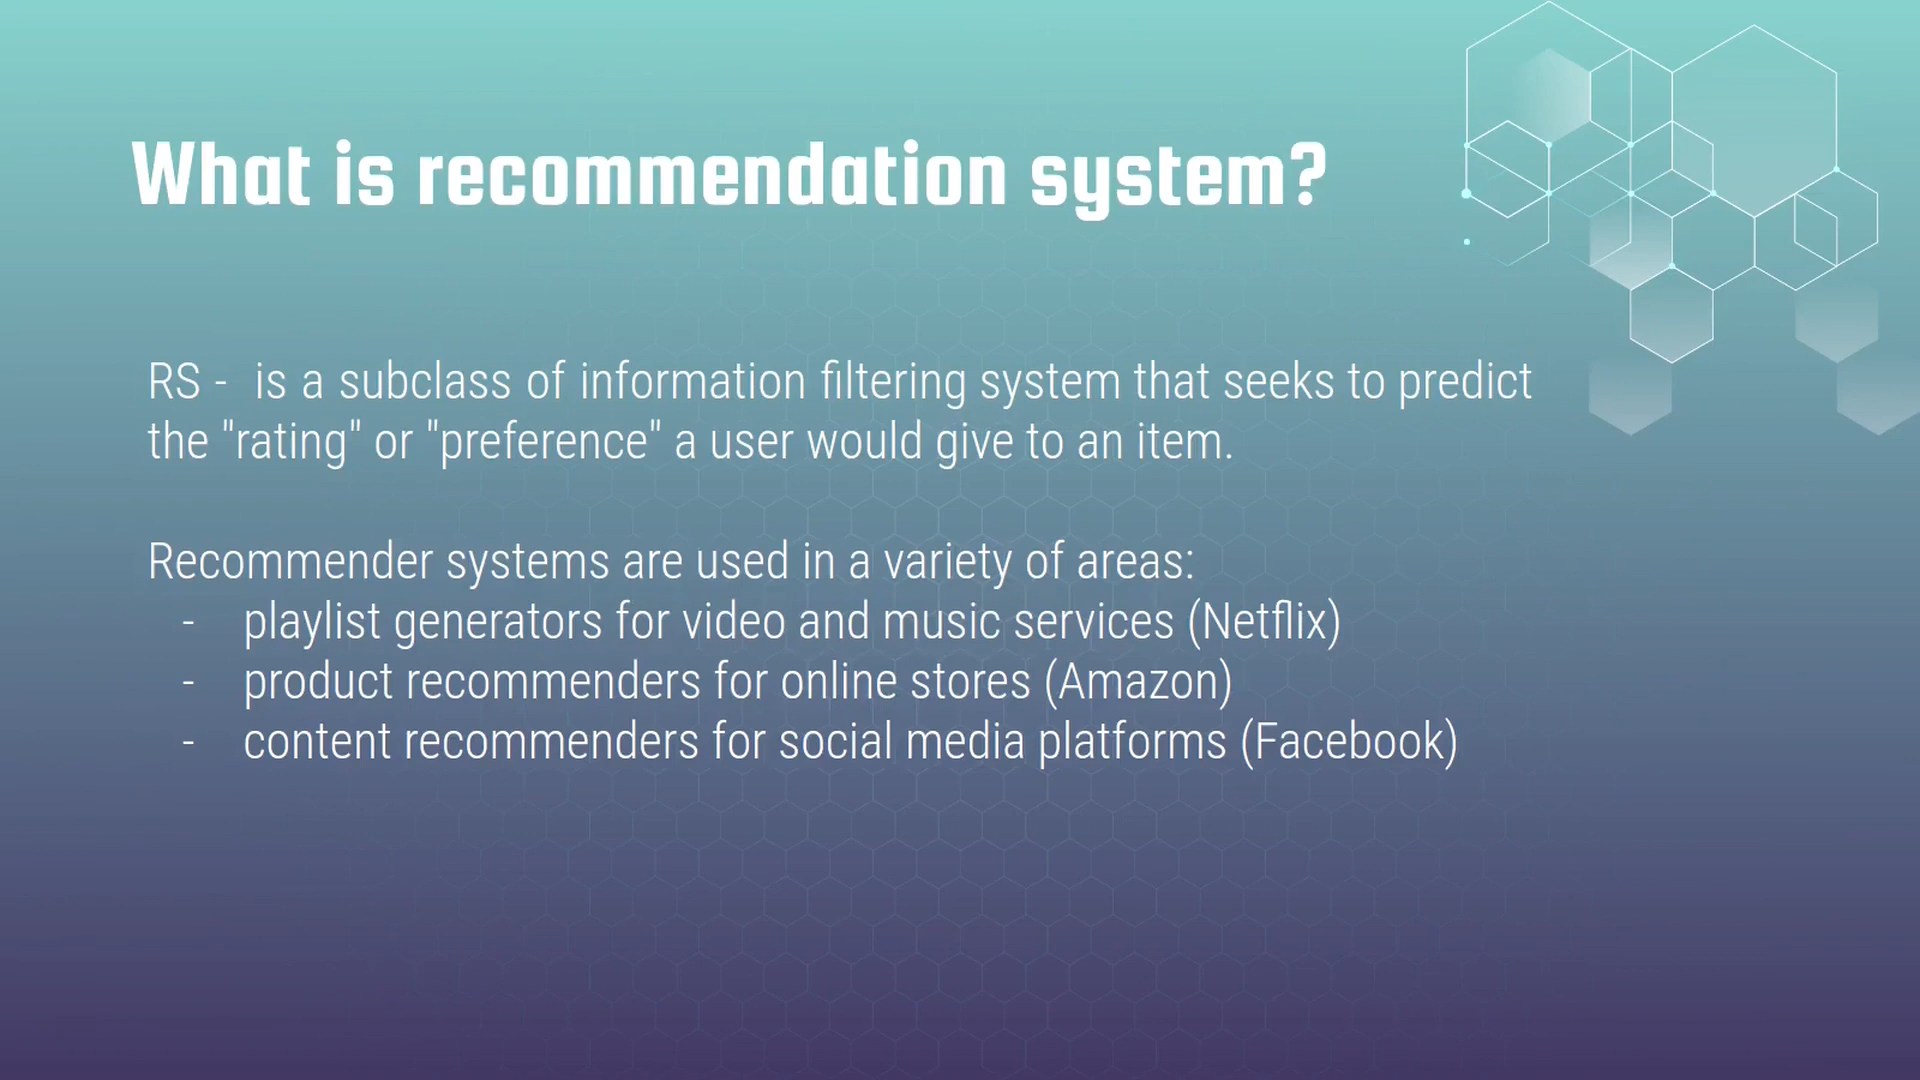 What is recommendation system?
RS -  is a subclass of information filtering system that seeks to predict
the "rating" or "preference" a user would give to an item.
Recommender systems are used in a variety of areas:
- playlist generators for video and music services (Netflix)
- product recommenders for online stores (Amazon)
- content recommenders for social media platforms (Facebook)